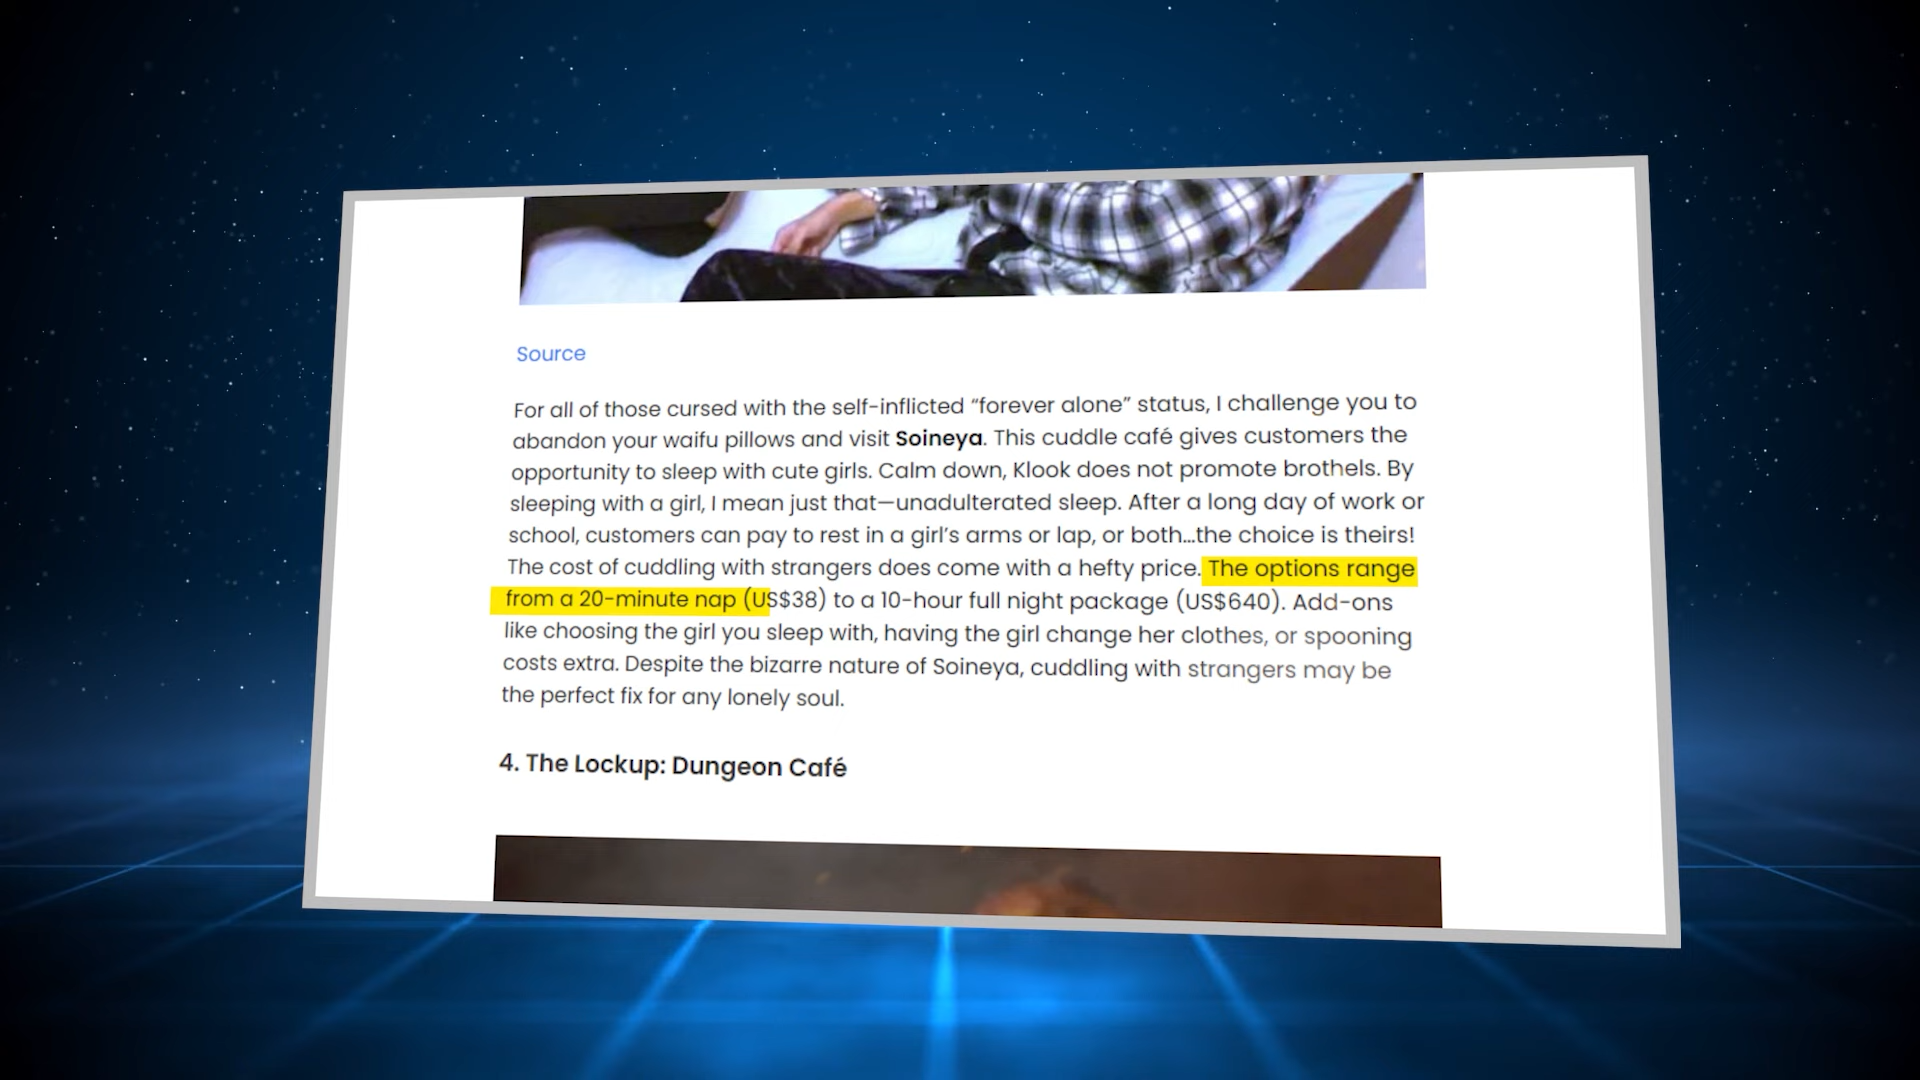 Source
For all of those cursed with the self-inflicted “forever alone” status, I challenge you to
abandon your waifu pillows and visit Soineya. This cuddle café gives customers the
opportunity to sleep with cute girls. Calm down, Klook does not promote brothels. By
sleeping with a girl, I mean just that—unadulterated sleep. After a long day of work or
school, customers can pay to rest in a girl’s arms or lap, or both…the choice is theirs!
The cost of cuddling with strangers does come with a hefty price. The options range
from a 20-minute nap (US$38) to a 10-hour full night package (US$640). Add-ons
like choosing the girl you sleep with, having the girl change her clothes, or spooning
costs extra. Despite the bizarre nature of Soineya, cuddling with strangers may be
the perfect fix for any lonely soul.
4. The Lockup: Dungeon Café